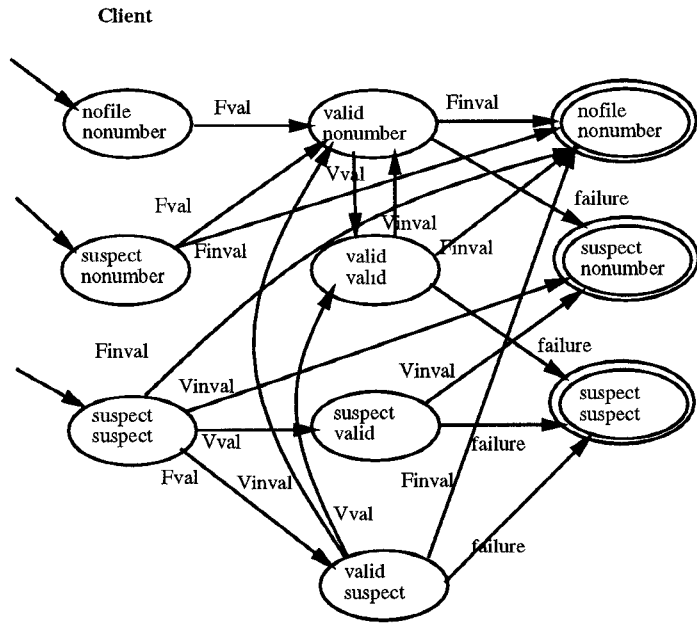 Client
nofile
nonumber
Fval
valid
nonumber
Finval
nofile
nonumber
Vval
failure
Fval
Vinval
suspect
nonumber
Finval
valid
valid
Finval
suspect
nonumber
Finval
Vinval
Vinval
failure
suspect
suspect
Vval
suspect
valid
failure
suspect
suspect
Fval
Vinval
Finval
Vval
failure
valid
suspect